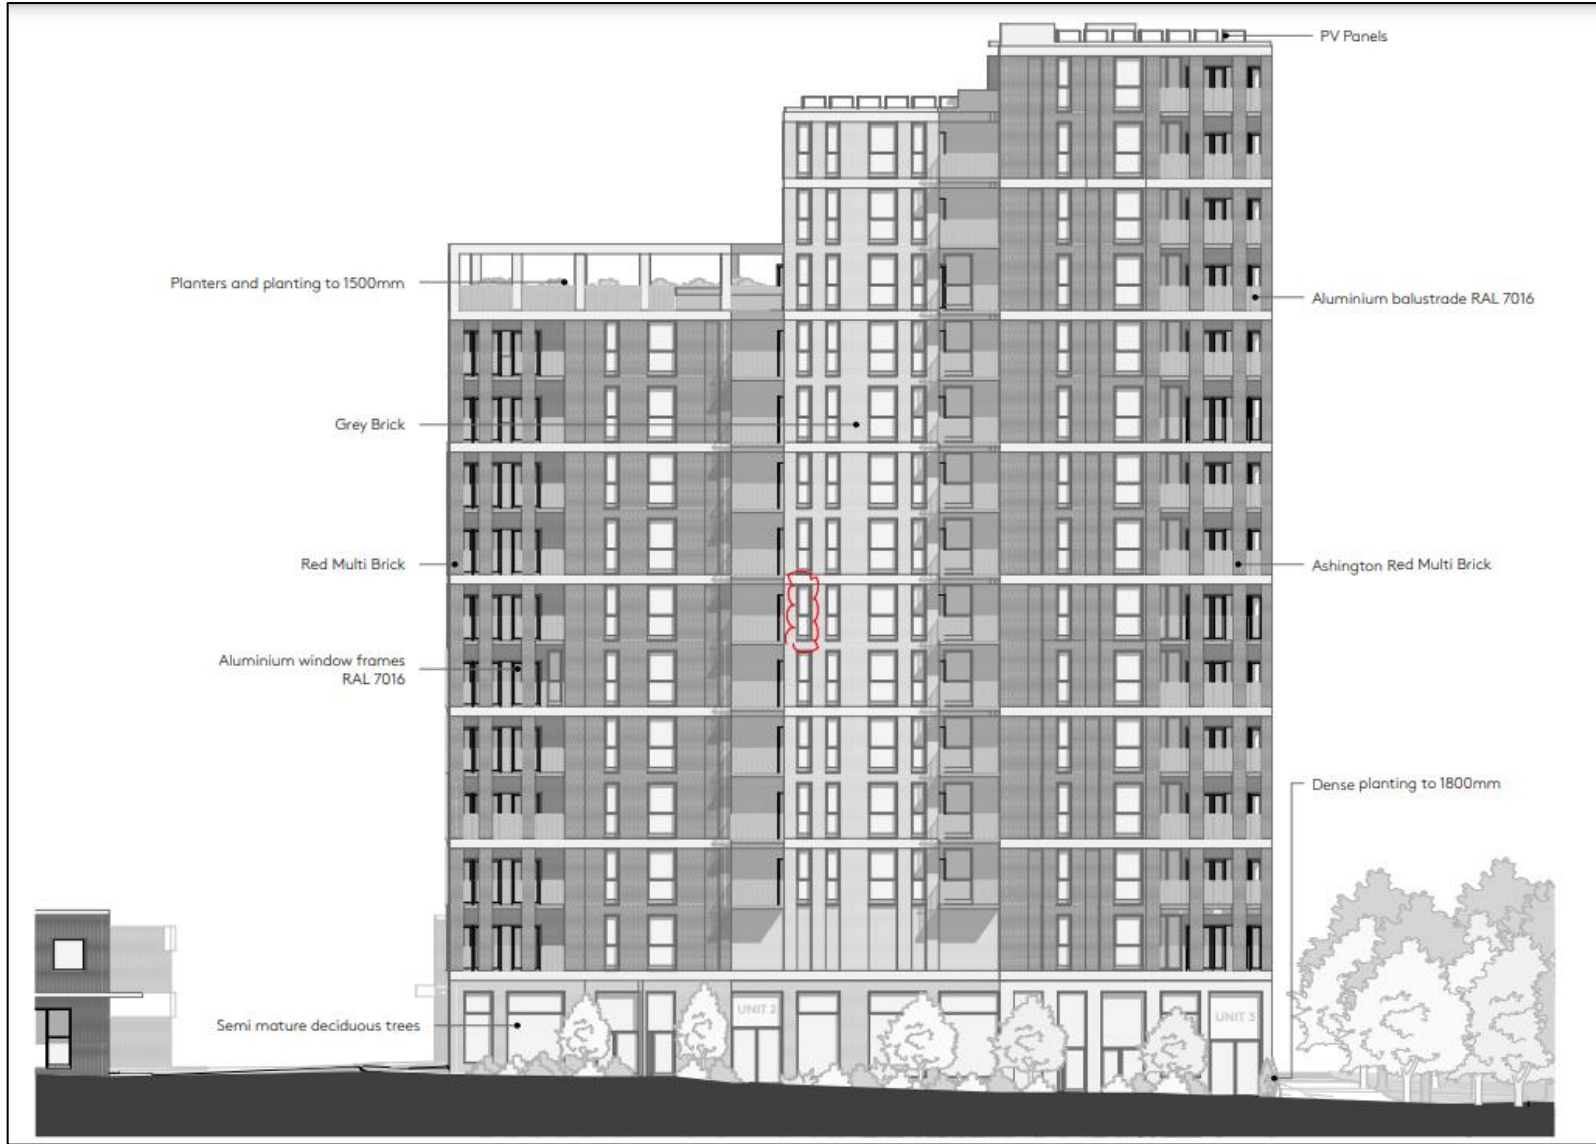 PV Panels
Planters and planting to 1500mm
Aluminium balustrade RAL 7016
Grey Brick
Red Multi Brick
Ashington Red Multi Brick
Aluminium window frames
RAL 7016
Dense planting to 1800mm
Semi mature deciduous trees
UNIT 2
UNIT 3